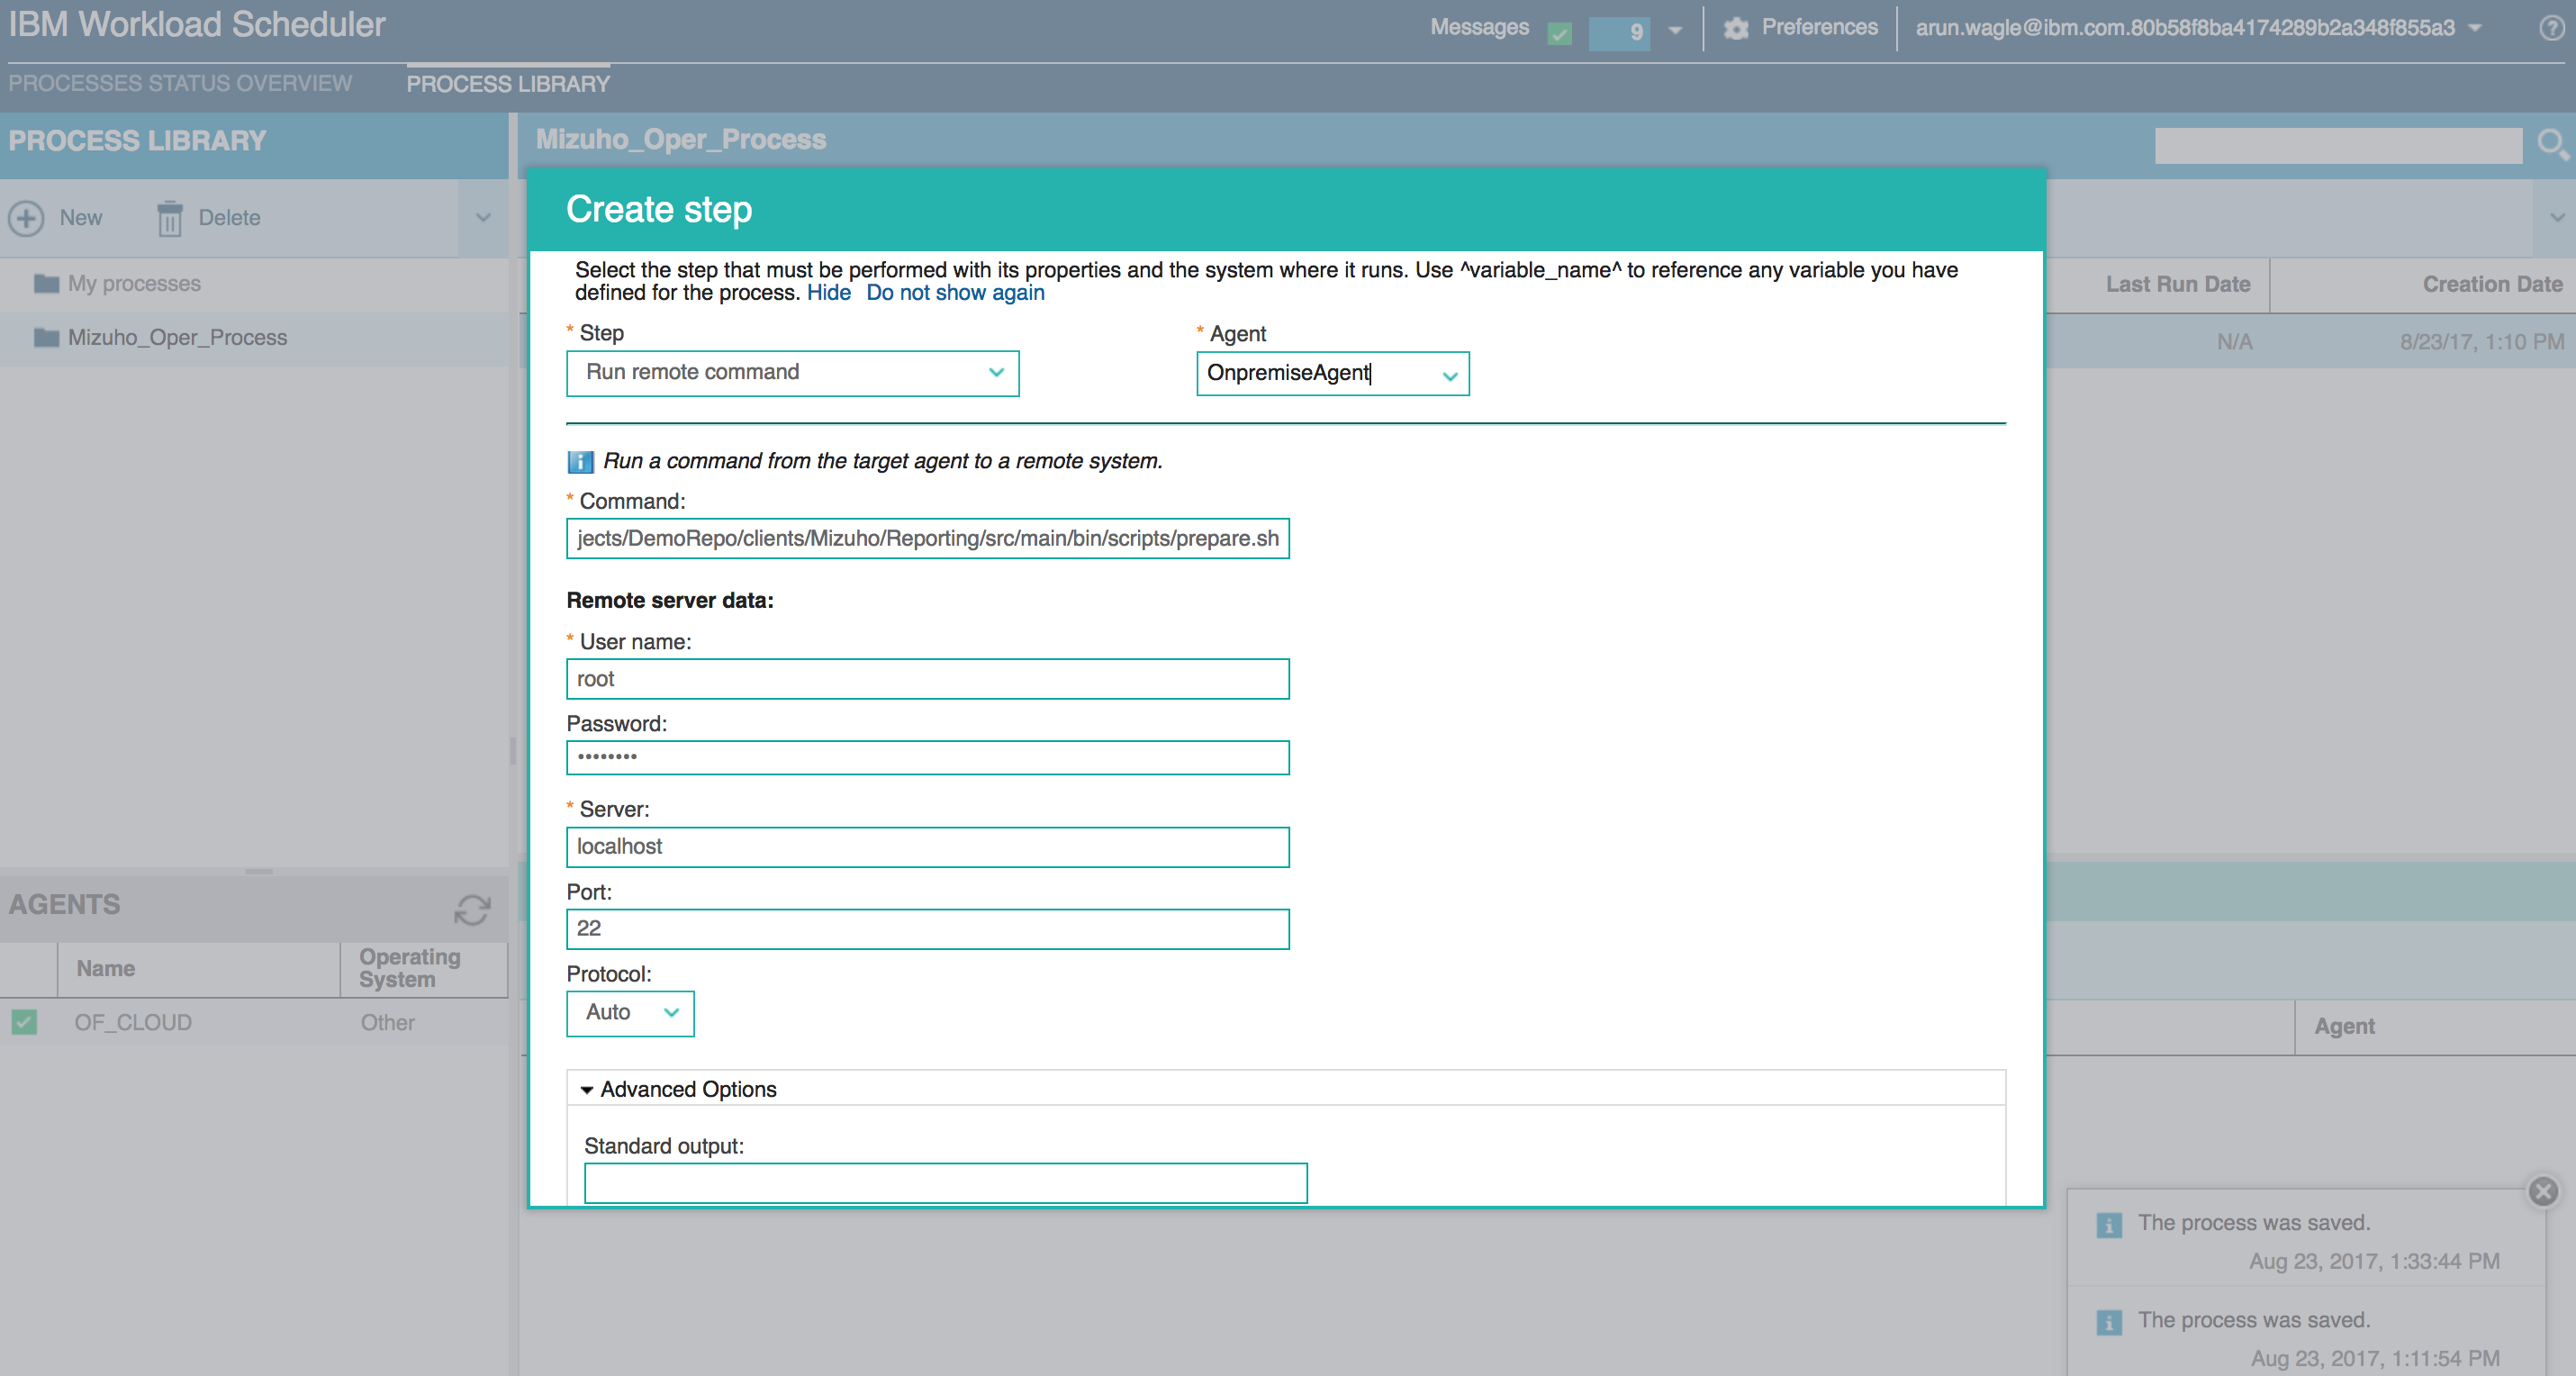 IBM Workload Scheduler
Messages 9 Preferences arun.wagle@ibm.com.80b58f8ba4174289b2a348f855a3
PROCESSES STATUS OVERVIEW PROCESS LIBRARY
PROCESS LIBRARY
New Delete
My processes
Mizuho_Oper_Process
AGENTS
Name Operating System
OF_CLOUD Other
Mizuho_Oper_Process
Last Run Date Creation Date
N/A 8/23/17, 1:10 PM
Create step
Select the step that must be performed with its properties and the system where it runs. Use ^variable_name^ to reference any variable you have
defined for the process. Hide Do not show again
* Step * Agent
Run remote command OnpremiseAgent
Run a command from the target agent to a remote system.
* Command:
jects/DemoRepo/clients/Mizuho/Reporting/src/main/bin/scripts/prepare.sh
Remote server data:
* User name:
root
Password:
••••••••
* Server:
localhost
Port:
22
Protocol:
Auto
Advanced Options
Standard output:
Agent
The process was saved.
Aug 23, 2017, 1:33:44 PM
The process was saved.
Aug 23, 2017, 1:11:54 PM